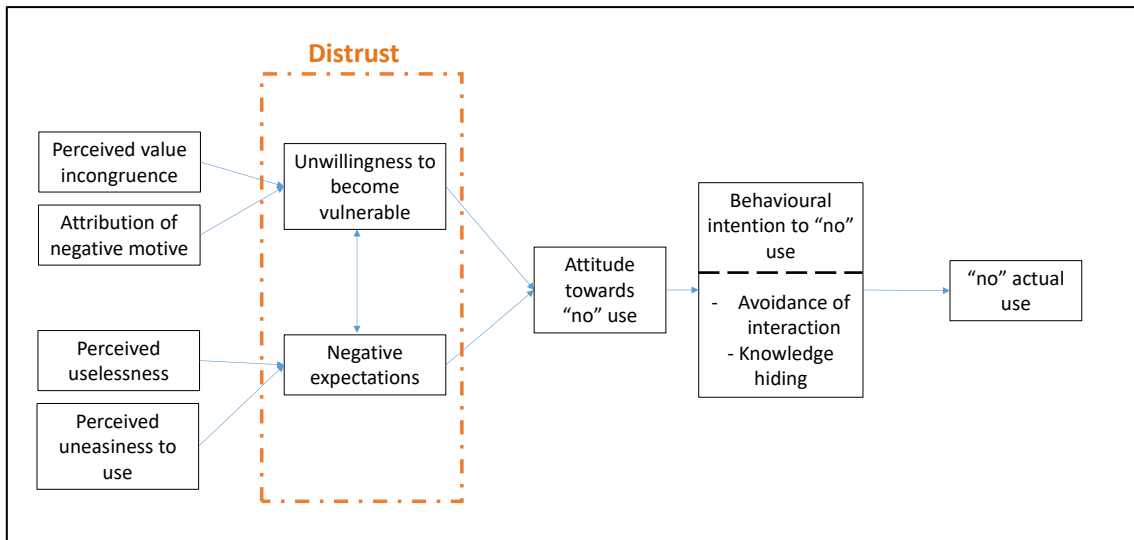 Distrust
Perceived value
incongruence
Attribution of
negative motive
Perceived
uselessness
Perceived
uneasiness to
use
Unwillingness to
become
vulnerable
Negative
expectations
Attitude
towards
“no” use
Behavioural
intention to “no”
use
- Avoidance of
interaction
- Knowledge
hiding
“no” actual
use